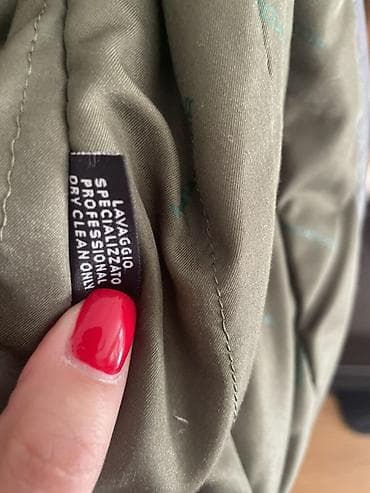 LAVAGGIO
SPECIALIZZATO
PROFESSIONAL
DRY CLEAN ONLY